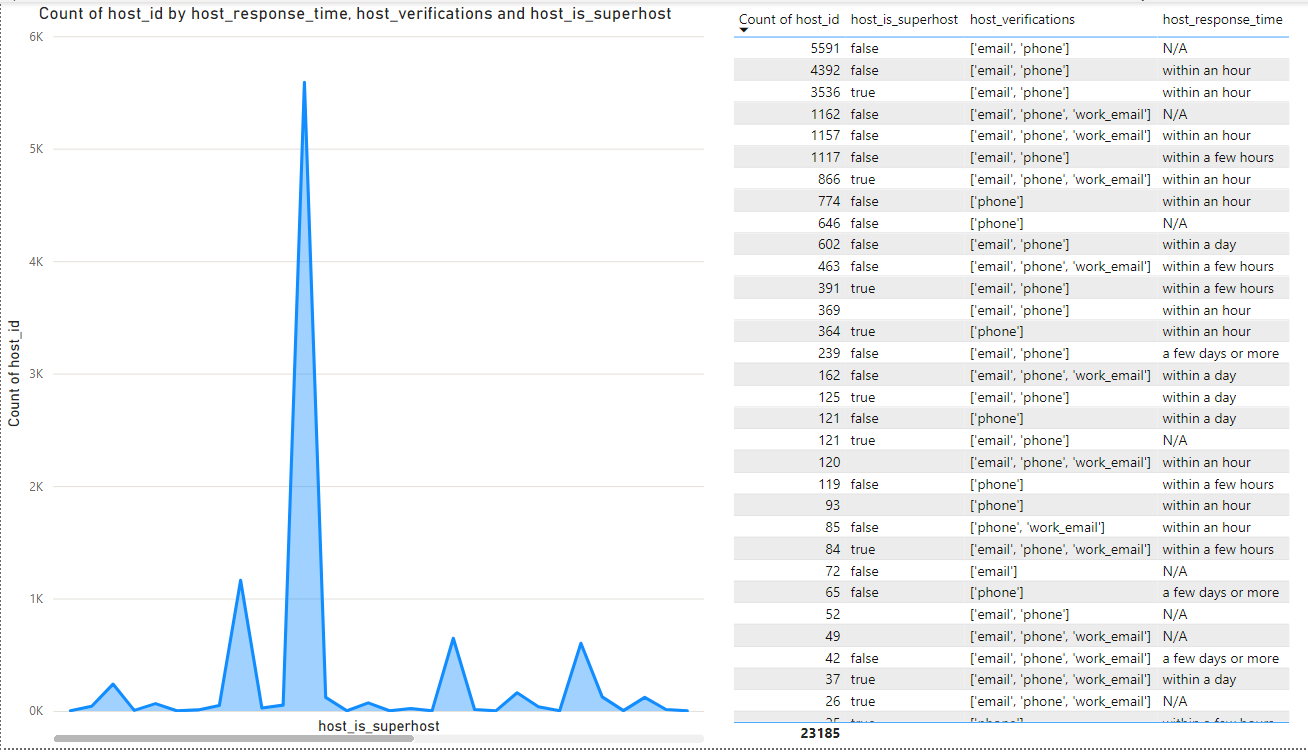 Count of host_id by host_response_time, host_verifications and host_is_superhost
6K
5K
4K
3K
2K
1K
0K
Count of host_id
host_is_superhost
Count of host_id host_is_superhost host_verifications host_response_time
5591 false ['email', 'phone'] N/A
4392 false ['email', 'phone'] within an hour
3536 true ['email', 'phone'] within an hour
1162 false ['email', 'phone', 'work_email'] N/A
1157 false ['email', 'phone', 'work_email'] within an hour
1117 false ['email', 'phone'] within a few hours
866 true ['email', 'phone', 'work_email'] within an hour
774 false ['phone'] within an hour
646 false ['phone'] N/A
602 false ['email', 'phone'] within a day
463 false ['email', 'phone', 'work_email'] within a few hours
391 true ['email', 'phone'] within a few hours
369 ['email', 'phone'] within an hour
364 true ['phone'] within an hour
239 false ['email', 'phone'] a few days or more
162 false ['email', 'phone', 'work_email'] within a day
125 true ['email', 'phone'] within a day
121 false ['phone'] within a day
121 true ['email', 'phone'] N/A
120 ['email', 'phone', 'work_email'] within an hour
119 false ['phone'] within a few hours
93 ['phone'] within an hour
85 false ['phone', 'work_email'] within an hour
84 true ['email', 'phone', 'work_email'] within a few hours
72 false ['email'] N/A
65 false ['phone'] a few days or more
52 ['email', 'phone'] N/A
49 ['email', 'phone', 'work_email'] N/A
42 false ['email', 'phone', 'work_email'] a few days or more
37 true ['email', 'phone', 'work_email'] within a day
26 true ['email', 'phone', 'work_email'] N/A
true ['phone'] within a few hours
23185